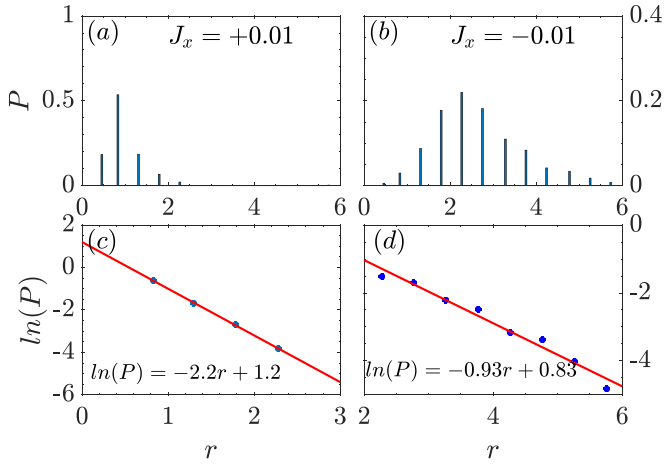 (a) J_x = +0.01
(b) J_x = −0.01
P
1
0.5
0
0.4
0.2
0
0 2 4 6
0 2 4 6
(c)
(d)
ln(P)
2
0
-2
-4
-6
0
-2
-4
ln(P) = −2.2r + 1.2
ln(P) = −0.93r + 0.83
0 1 2 3
2 4 6
r
r